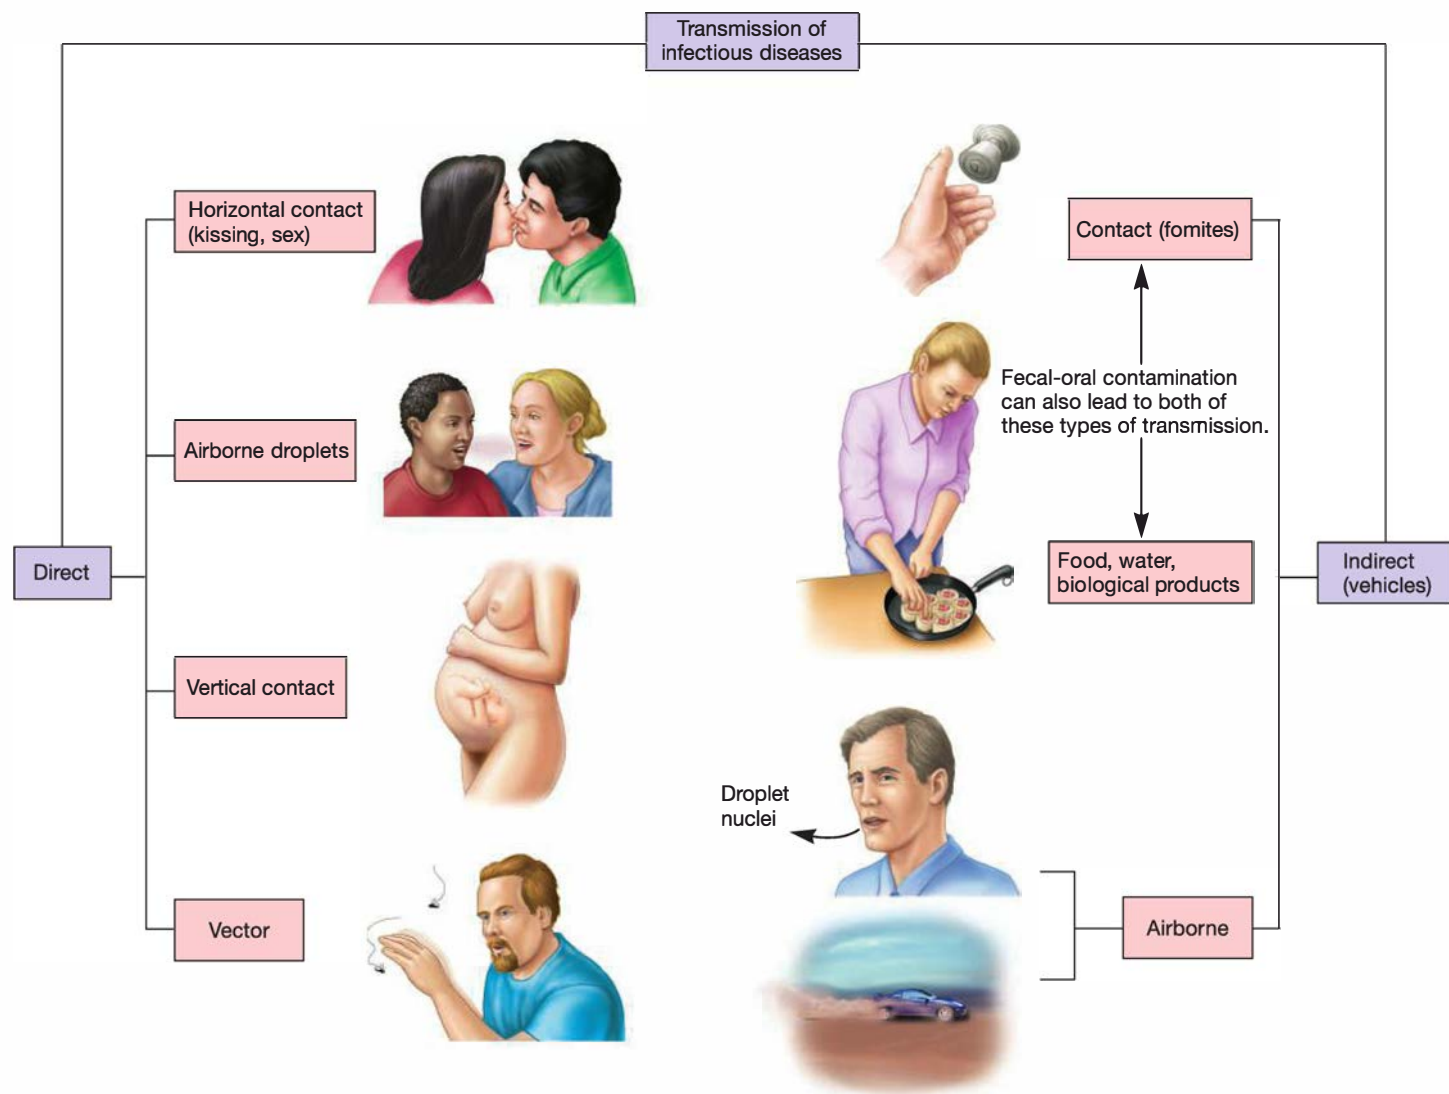 Transmission of
infectious diseases
Horizontal contact
(kissing, sex)
Airborne droplets
Direct
Vertical contact
Vector
Contact (fomites)
Fecal-oral contamination
can also lead to both of
these types of transmission.
Food, water,
biological products
Indirect
(vehicles)
Droplet
nuclei
Airborne